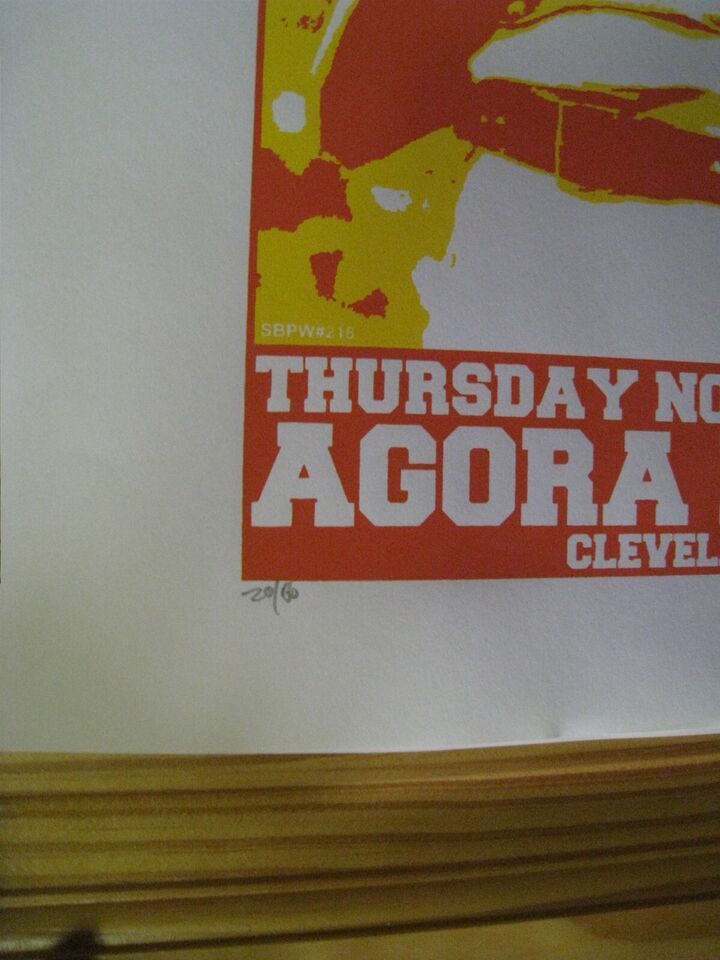 SBPW#216
THURSDAY NO
AGORA
CLEVEL
20/60